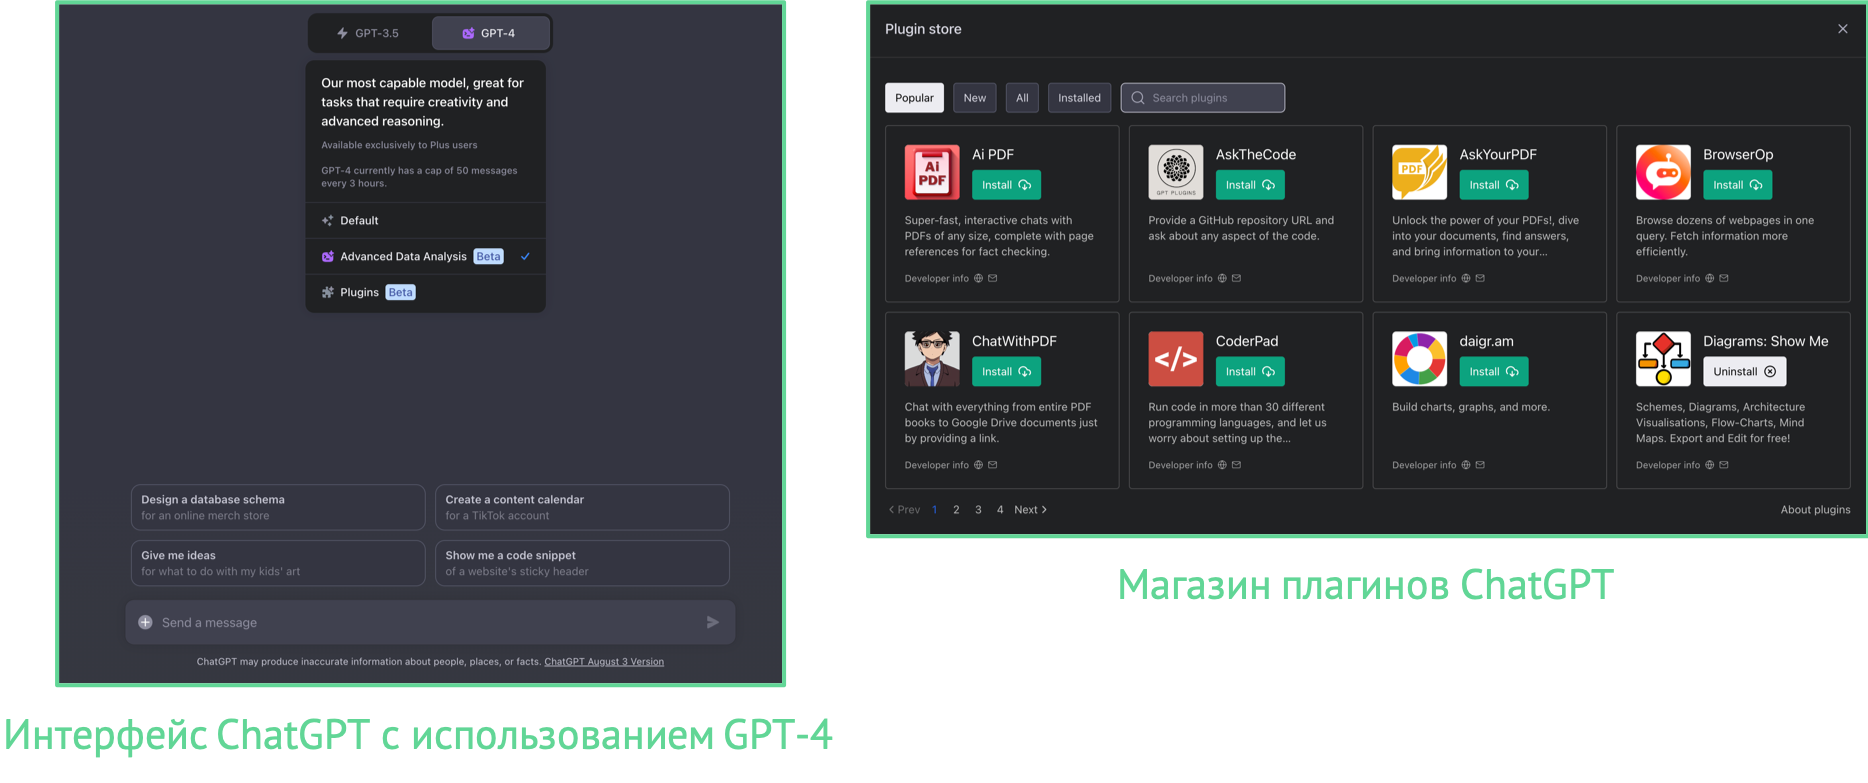 GPT-3.5
GPT-4
Our most capable model, great for
tasks that require creativity and
advanced reasoning.
Available exclusively to Plus users
GPT-4 currently has a cap of 50 messages
every 3 hours.
Default
Advanced Data Analysis Beta
Plugins Beta
Design a database schema
for an online merch store
Create a content calendar
for a TikTok account
Give me ideas
for what to do with my kids' art
Show me a code snippet
of a website's sticky header
Send a message
ChatGPT may produce inaccurate information about people, places, or facts. ChatGPT August 3 Version
Интерфейс ChatGPT с использованием GPT-4
Plugin store
Popular
New
All
Installed
Search plugins
Ai
PDF
Ai PDF
Install
Super-fast, interactive chats with
PDFs of any size, complete with page
references for fact checking.
Developer info
GPT PLUGINS
AskTheCode
Install
Provide a GitHub repository URL and
ask about any aspect of the code.
Developer info
PDF
AskYourPDF
Install
Unlock the power of your PDFs!, dive
into your documents, find answers,
and bring information to your...
Developer info
BrowserOp
Install
Browse dozens of webpages in one
query. Fetch information more
efficiently.
Developer info
ChatWithPDF
Install
Chat with everything from entire PDF
books to Google Drive documents just
by providing a link.
Developer info
</>
CoderPad
Install
Run code in more than 30 different
programming languages, and let us
worry about setting up the...
Developer info
daigr.am
Install
Build charts, graphs, and more.
Developer info
Diagrams: Show Me
Uninstall
Schemes, Diagrams, Architecture
Visualisations, Flow-Charts, Mind
Maps. Export and Edit for free!
Developer info
Prev 1 2 3 4 Next
About plugins
Магазин плагинов ChatGPT